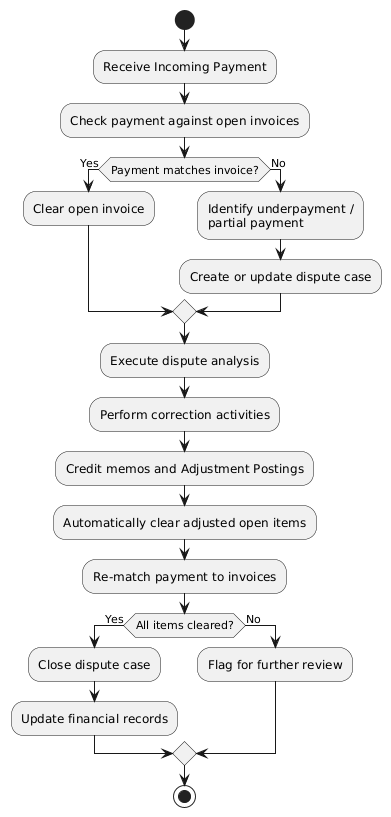 Receive Incoming Payment
Check payment against open invoices
Yes
Payment matches invoice?
No
Clear open invoice
Identify underpayment /
partial payment
Create or update dispute case
Execute dispute analysis
Perform correction activities
Credit memos and Adjustment Postings
Automatically clear adjusted open items
Re-match payment to invoices
Yes
All items cleared?
No
Close dispute case
Flag for further review
Update financial records